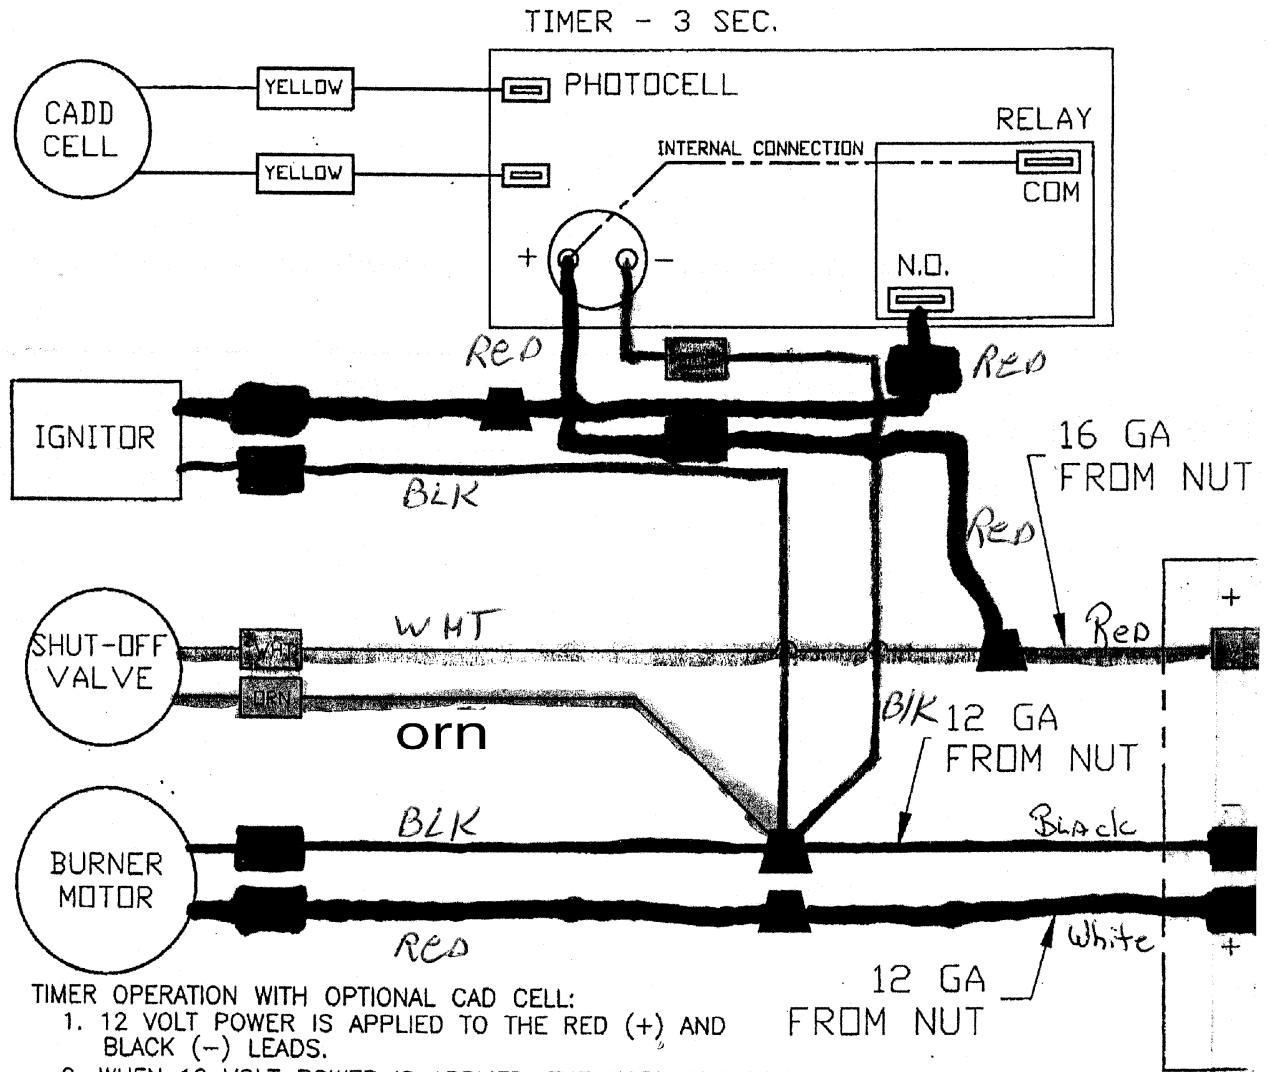 TIMER - 3 SEC.
CADD
CELL
YELLOW
YELLOW
PHOTOCELL
RELAY
INTERNAL CONNECTION
COM
+
-
N.O.
RED
RED
IGNITOR
BLK
16 GA
FROM NUT
RED
SHUT-OFF
VALVE
WHT
WHT
ORN
orn
Red
+
Blk
12 GA
FROM NUT
BLK
Black
-
BURNER
MOTOR
RED
White
+
12 GA
FROM NUT
TIMER OPERATION WITH OPTIONAL CAD CELL:
1. 12 VOLT POWER IS APPLIED TO THE RED (+) AND
BLACK (-) LEADS.